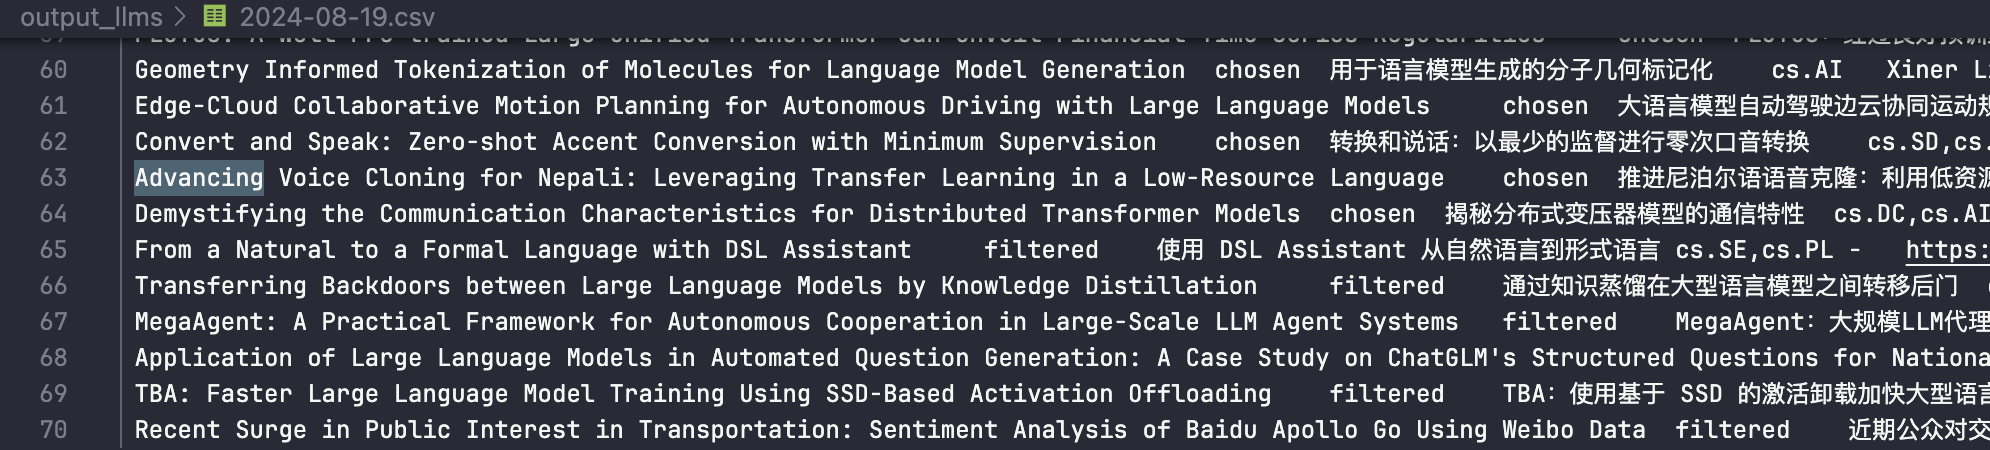 output_llms > 2024-08-19.csv
60 Geometry Informed Tokenization of Molecules for Language Model Generation chosen 用于语言模型生成的分子几何标记化 cs.AI Xiner
61 Edge-Cloud Collaborative Motion Planning for Autonomous Driving with Large Language Models chosen 大语言模型自动驾驶边云协同运动规
62 Convert and Speak: Zero-shot Accent Conversion with Minimum Supervision chosen 转换和说话：以最少的监督进行零次口音转换 cs.SD,cs.
63 Advancing Voice Cloning for Nepali: Leveraging Transfer Learning in a Low-Resource Language chosen 推进尼泊尔语语音克隆：利用低资源
64 Demystifying the Communication Characteristics for Distributed Transformer Models chosen 揭秘分布式变压器模型的通信特性 cs.DC,cs.AI
65 From a Natural to a Formal Language with DSL Assistant filtered 使用 DSL Assistant 从自然语言到形式语言 cs.SE,cs.PL - https:
66 Transferring Backdoors between Large Language Models by Knowledge Distillation filtered 通过知识蒸馏在大型语言模型之间转移后门
67 MegaAgent: A Practical Framework for Autonomous Cooperation in Large-Scale LLM Agent Systems filtered MegaAgent：大规模LLM代理
68 Application of Large Language Models in Automated Question Generation: A Case Study on ChatGLM's Structured Questions for Nationa
69 TBA: Faster Large Language Model Training Using SSD-Based Activation Offloading filtered TBA：使用基于 SSD 的激活卸载加快大型语言
70 Recent Surge in Public Interest in Transportation: Sentiment Analysis of Baidu Apollo Go Using Weibo Data filtered 近期公众对交